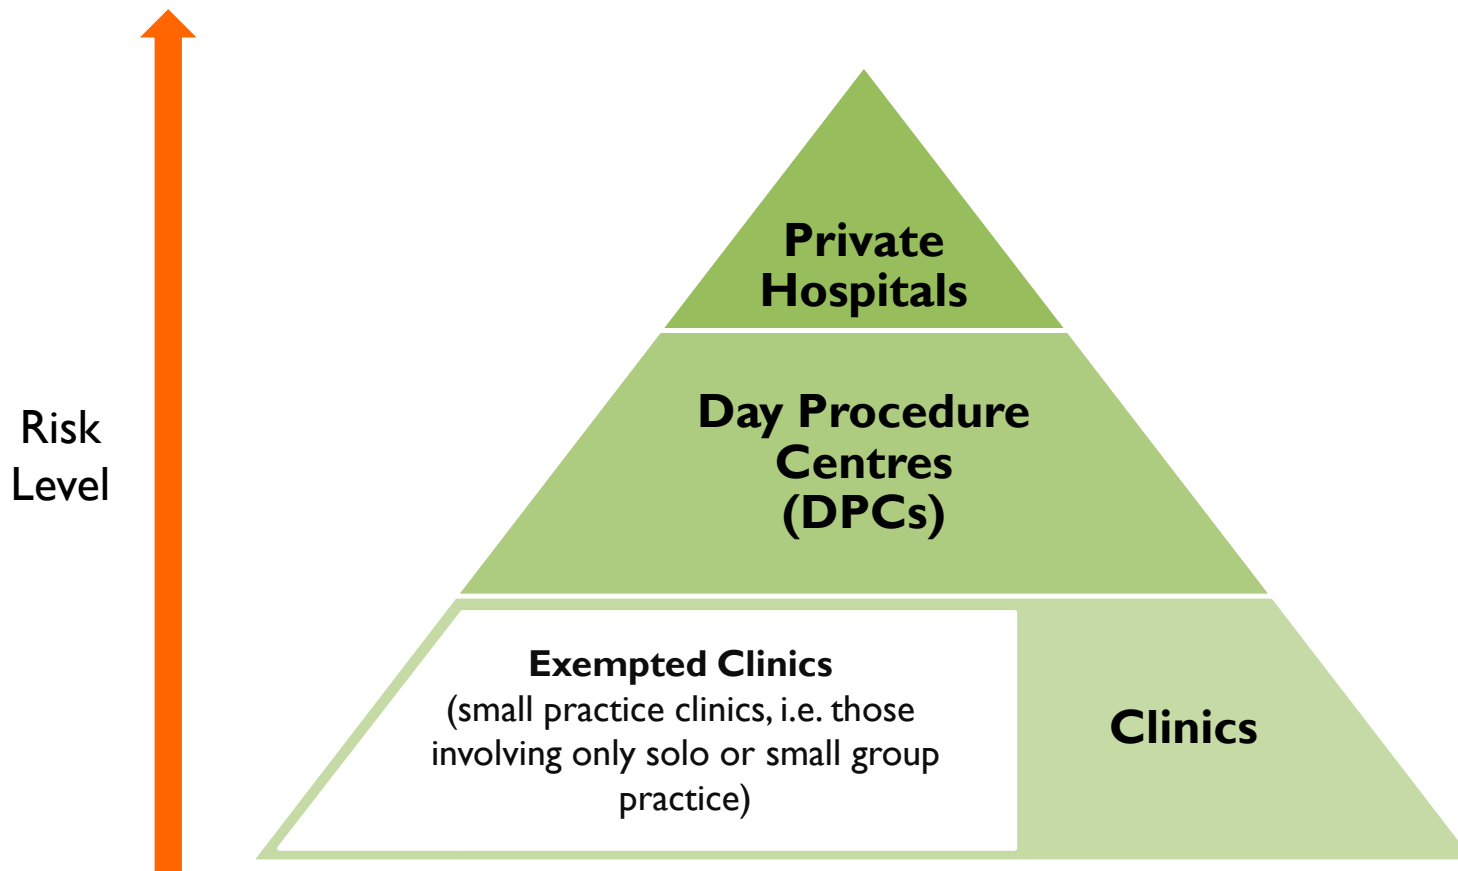 Risk
Level
Private
Hospitals
Day Procedure
Centres
(DPCs)
Exempted Clinics
(small practice clinics, i.e. those
involving only solo or small group
practice)
Clinics